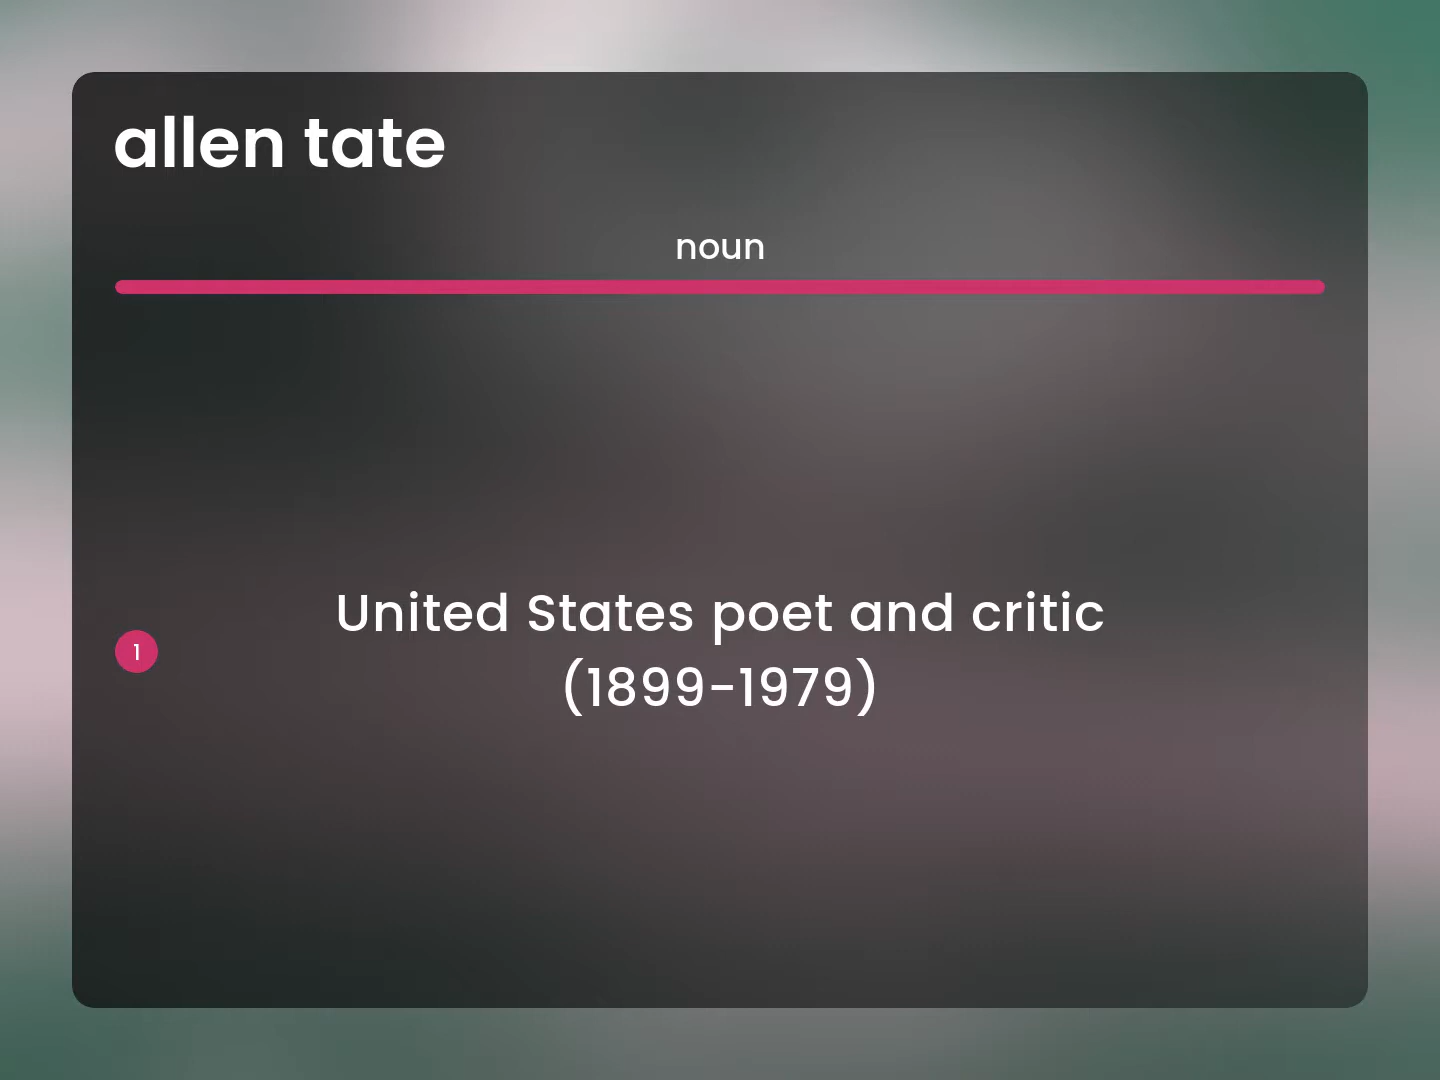 allen tate
noun
1
United States poet and critic
(1899-1979)